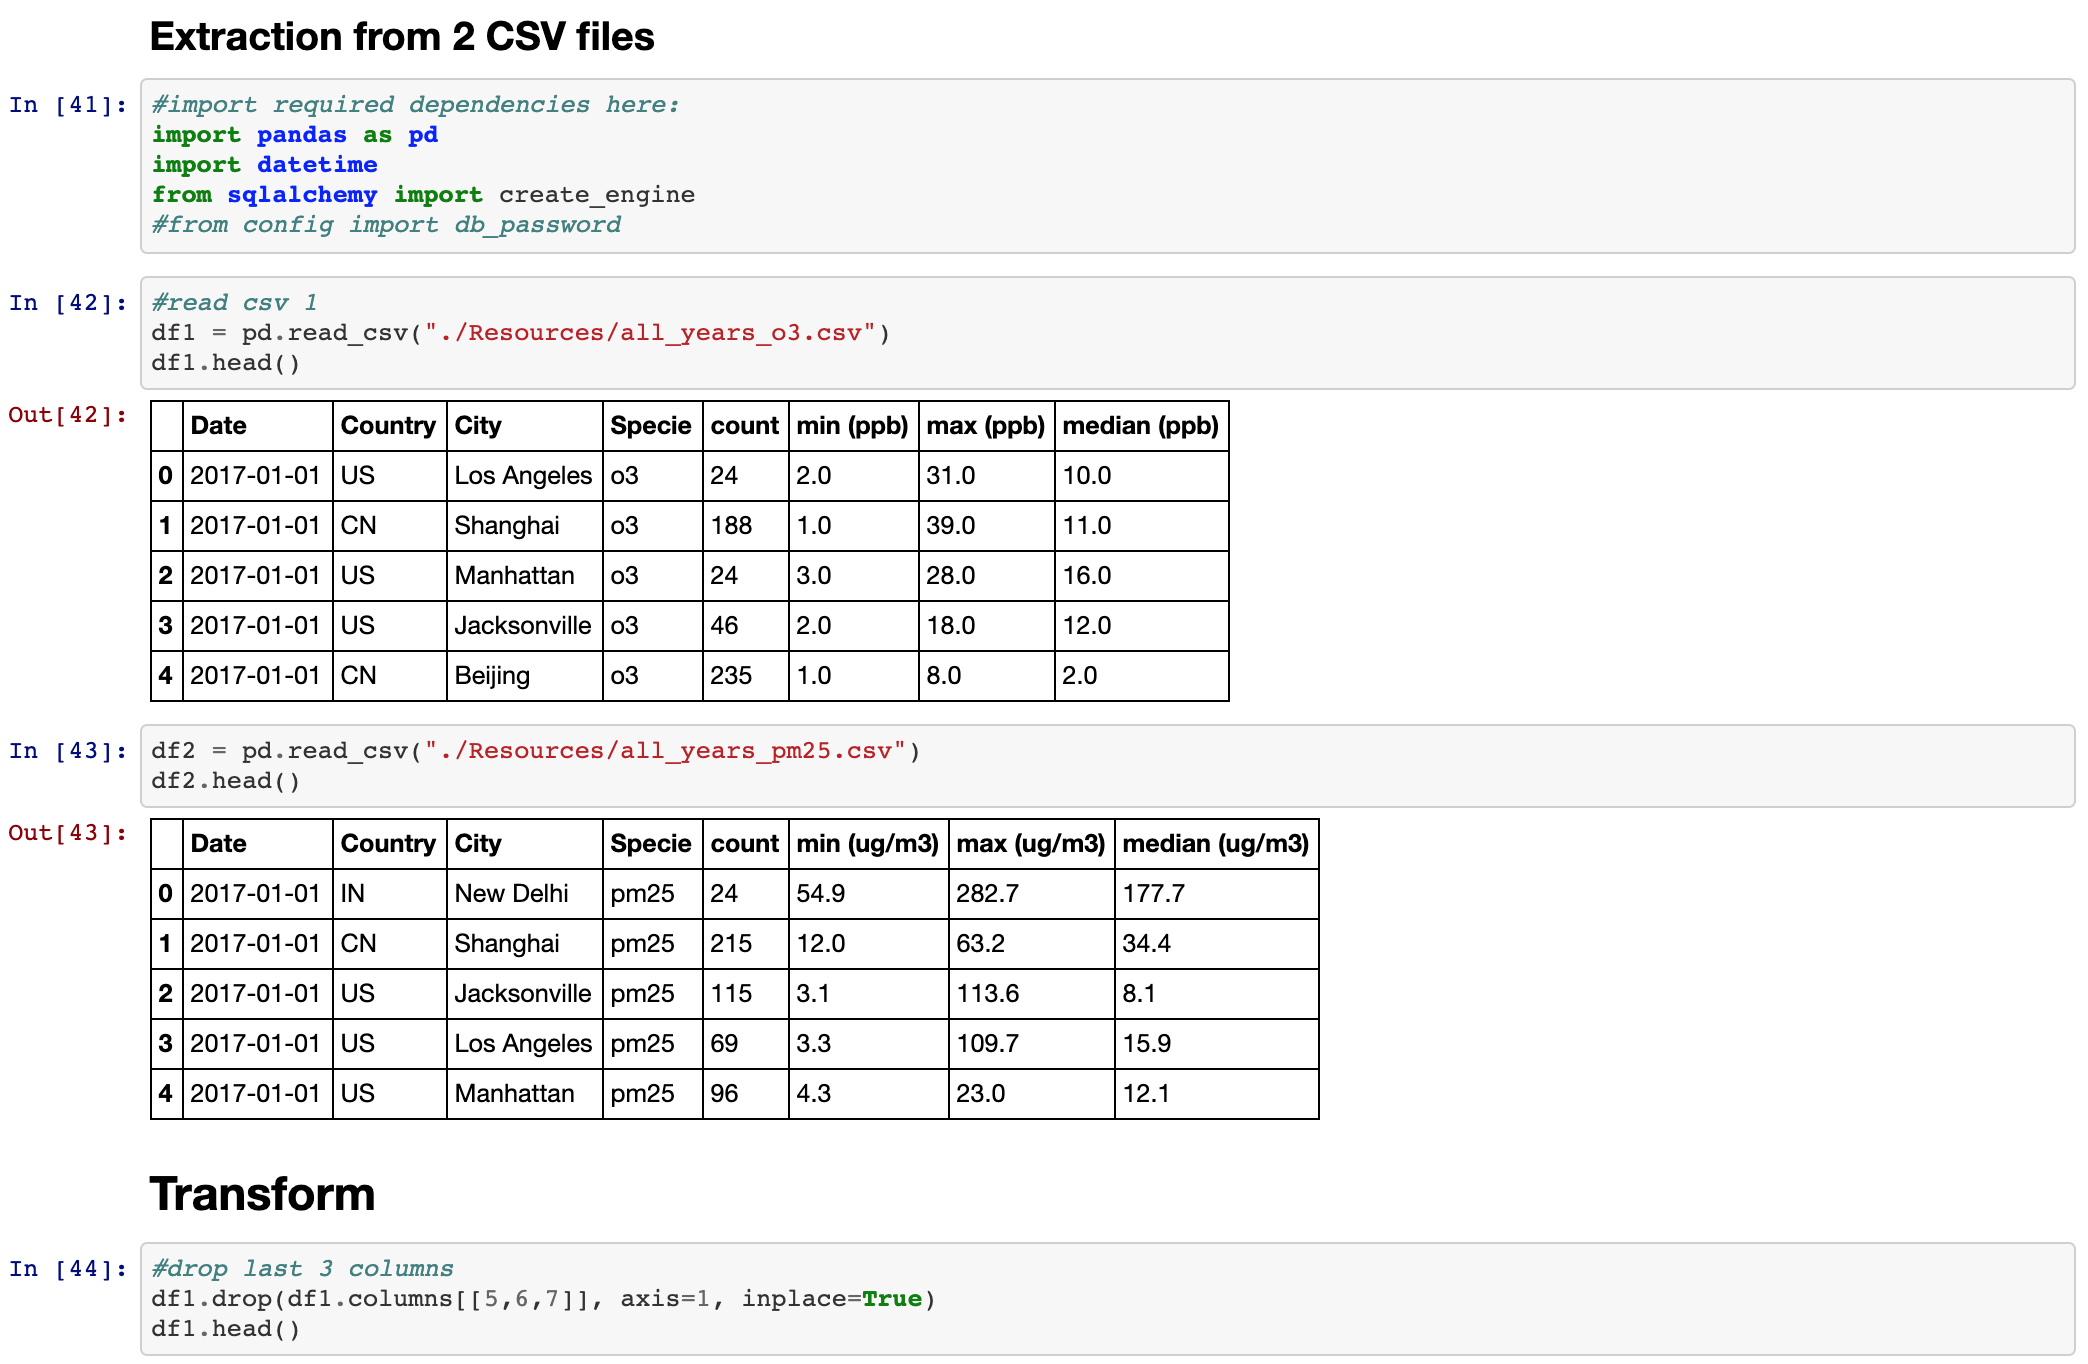 Extraction from 2 CSV files
In [41]: #import required dependencies here:
import pandas as pd
import datetime
from sqlalchemy import create_engine
#from config import db_password
In [42]: #read csv 1
df1 = pd.read_csv("./Resources/all_years_o3.csv")
df1.head()
Out[42]:
Date Country City Specie count min (ppb) max (ppb) median (ppb)
0 2017-01-01 US Los Angeles o3 24 2.0 31.0 10.0
1 2017-01-01 CN Shanghai o3 188 1.0 39.0 11.0
2 2017-01-01 US Manhattan o3 24 3.0 28.0 16.0
3 2017-01-01 US Jacksonville o3 46 2.0 18.0 12.0
4 2017-01-01 CN Beijing o3 235 1.0 8.0 2.0
In [43]: df2 = pd.read_csv("./Resources/all_years_pm25.csv")
df2.head()
Out[43]:
Date Country City Specie count min (ug/m3) max (ug/m3) median (ug/m3)
0 2017-01-01 IN New Delhi pm25 24 54.9 282.7 177.7
1 2017-01-01 CN Shanghai pm25 215 12.0 63.2 34.4
2 2017-01-01 US Jacksonville pm25 115 3.1 113.6 8.1
3 2017-01-01 US Los Angeles pm25 69 3.3 109.7 15.9
4 2017-01-01 US Manhattan pm25 96 4.3 23.0 12.1
Transform
In [44]: #drop last 3 columns
df1.drop(df1.columns[[5,6,7]], axis=1, inplace=True)
df1.head()